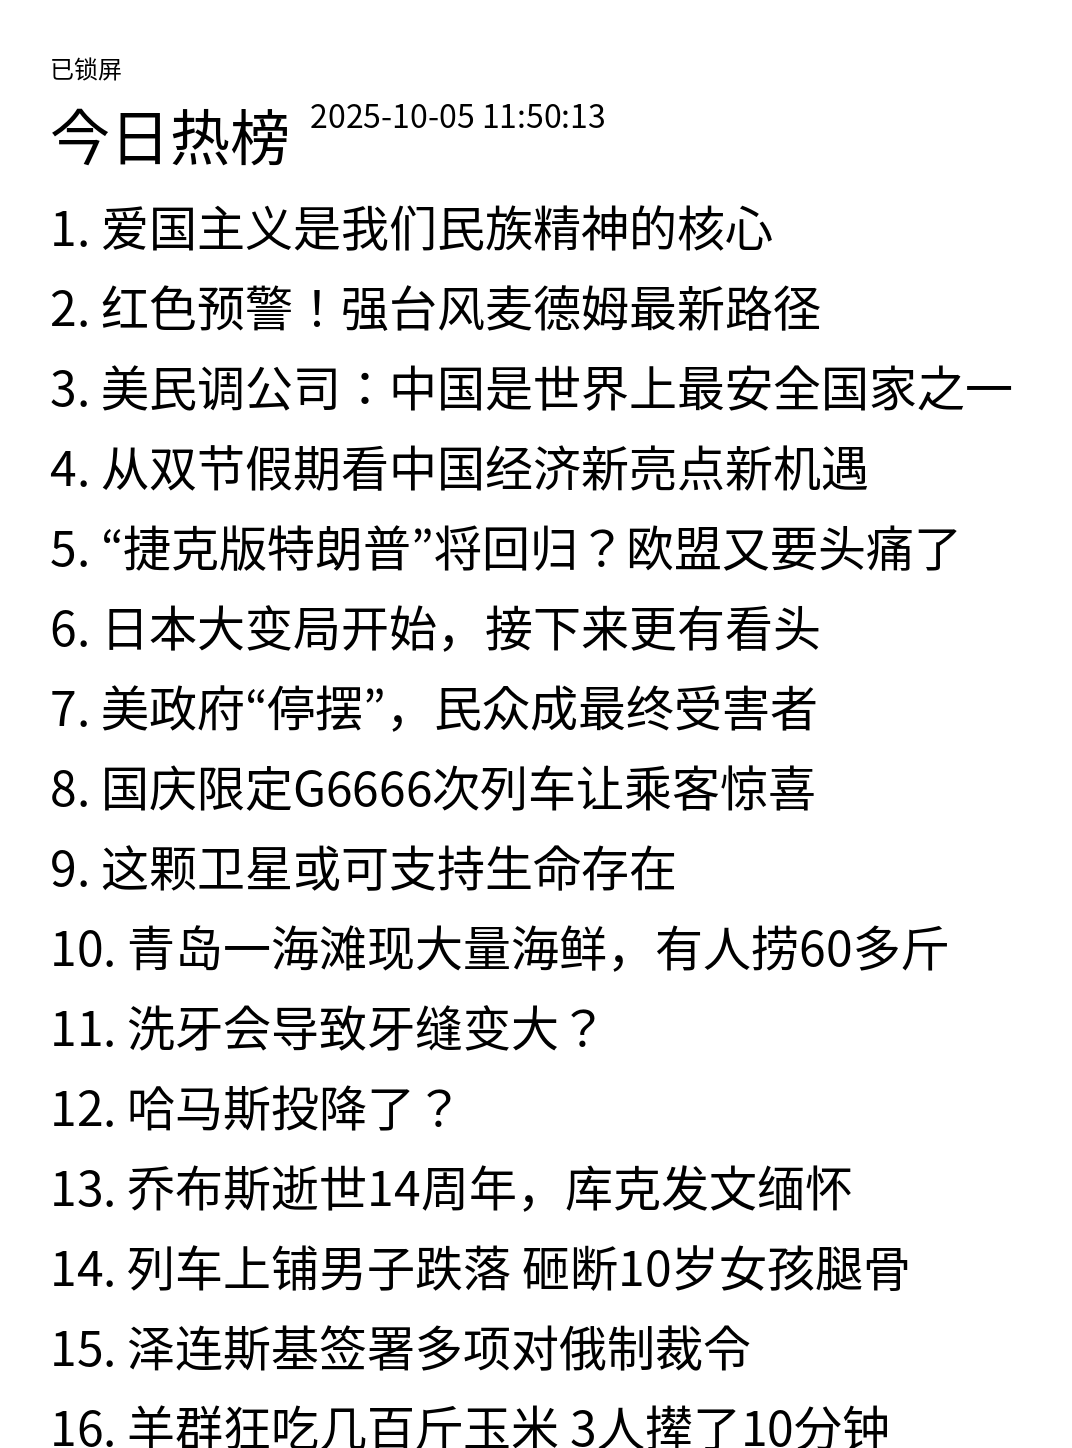 已锁屏
今日热榜 2025-10-05 11:50:13
1. 爱国主义是我们民族精神的核心
2. 红色预警！强台风麦德姆最新路径
3. 美民调公司：中国是世界上最安全国家之一
4. 从双节假期看中国经济新亮点新机遇
5. “捷克版特朗普”将回归？欧盟又要头痛了
6. 日本大变局开始，接下来更有看头
7. 美政府“停摆”，民众成最终受害者
8. 国庆限定G6666次列车让乘客惊喜
9. 这颗卫星或可支持生命存在
10. 青岛一海滩现大量海鲜，有人捞60多斤
11. 洗牙会导致牙缝变大？
12. 哈马斯投降了？
13. 乔布斯逝世14周年，库克发文缅怀
14. 列车上铺男子跌落 砸断10岁女孩腿骨
15. 泽连斯基签署多项对俄制裁令
16. 羊群狂吃几百斤玉米 3人撵了10分钟